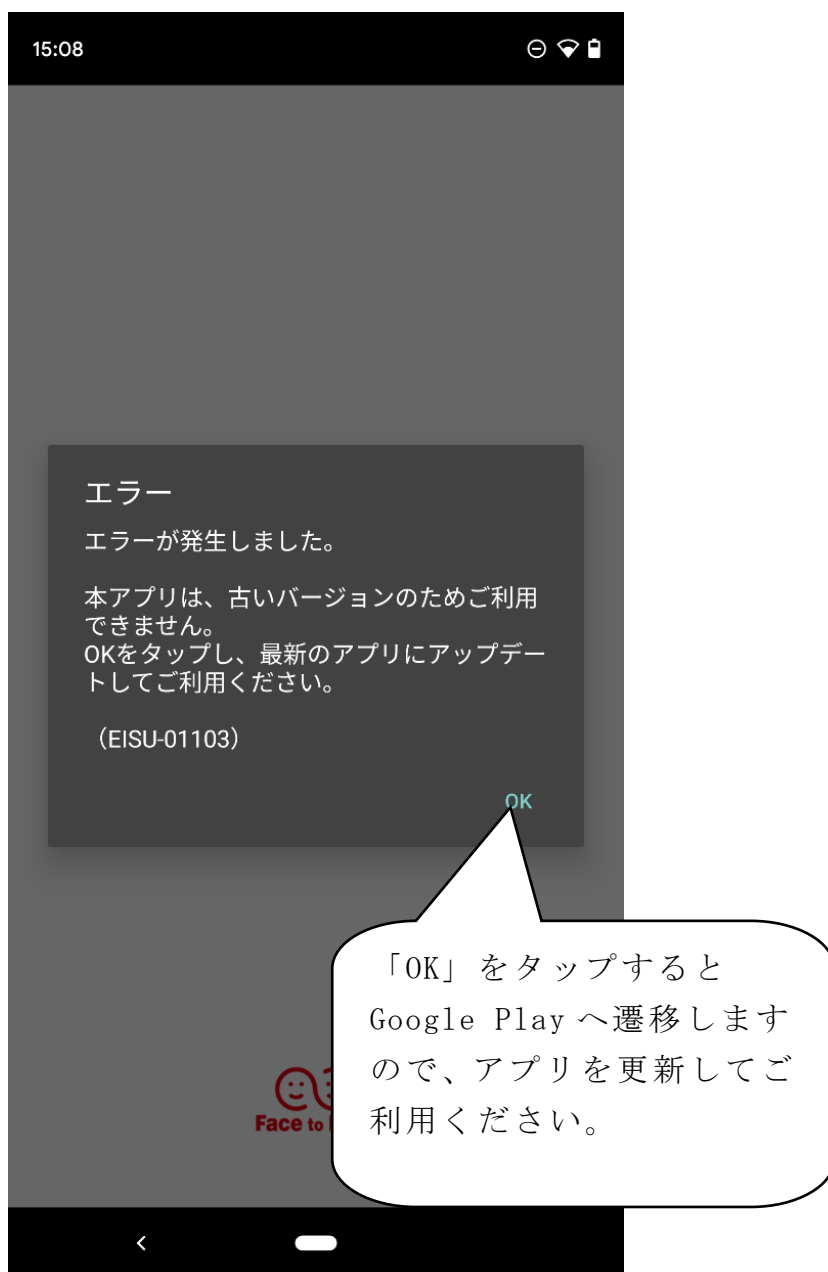 15:08
エラー
エラーが発生しました。
本アプリは、古いバージョンのためご利用
できません。
OKをタップし、最新のアプリにアップデー
トしてご利用ください。
（EISU-01103）
OK
「OK」をタップすると
Google Play へ遷移します
ので、アプリを更新してご
利用ください。
Face to